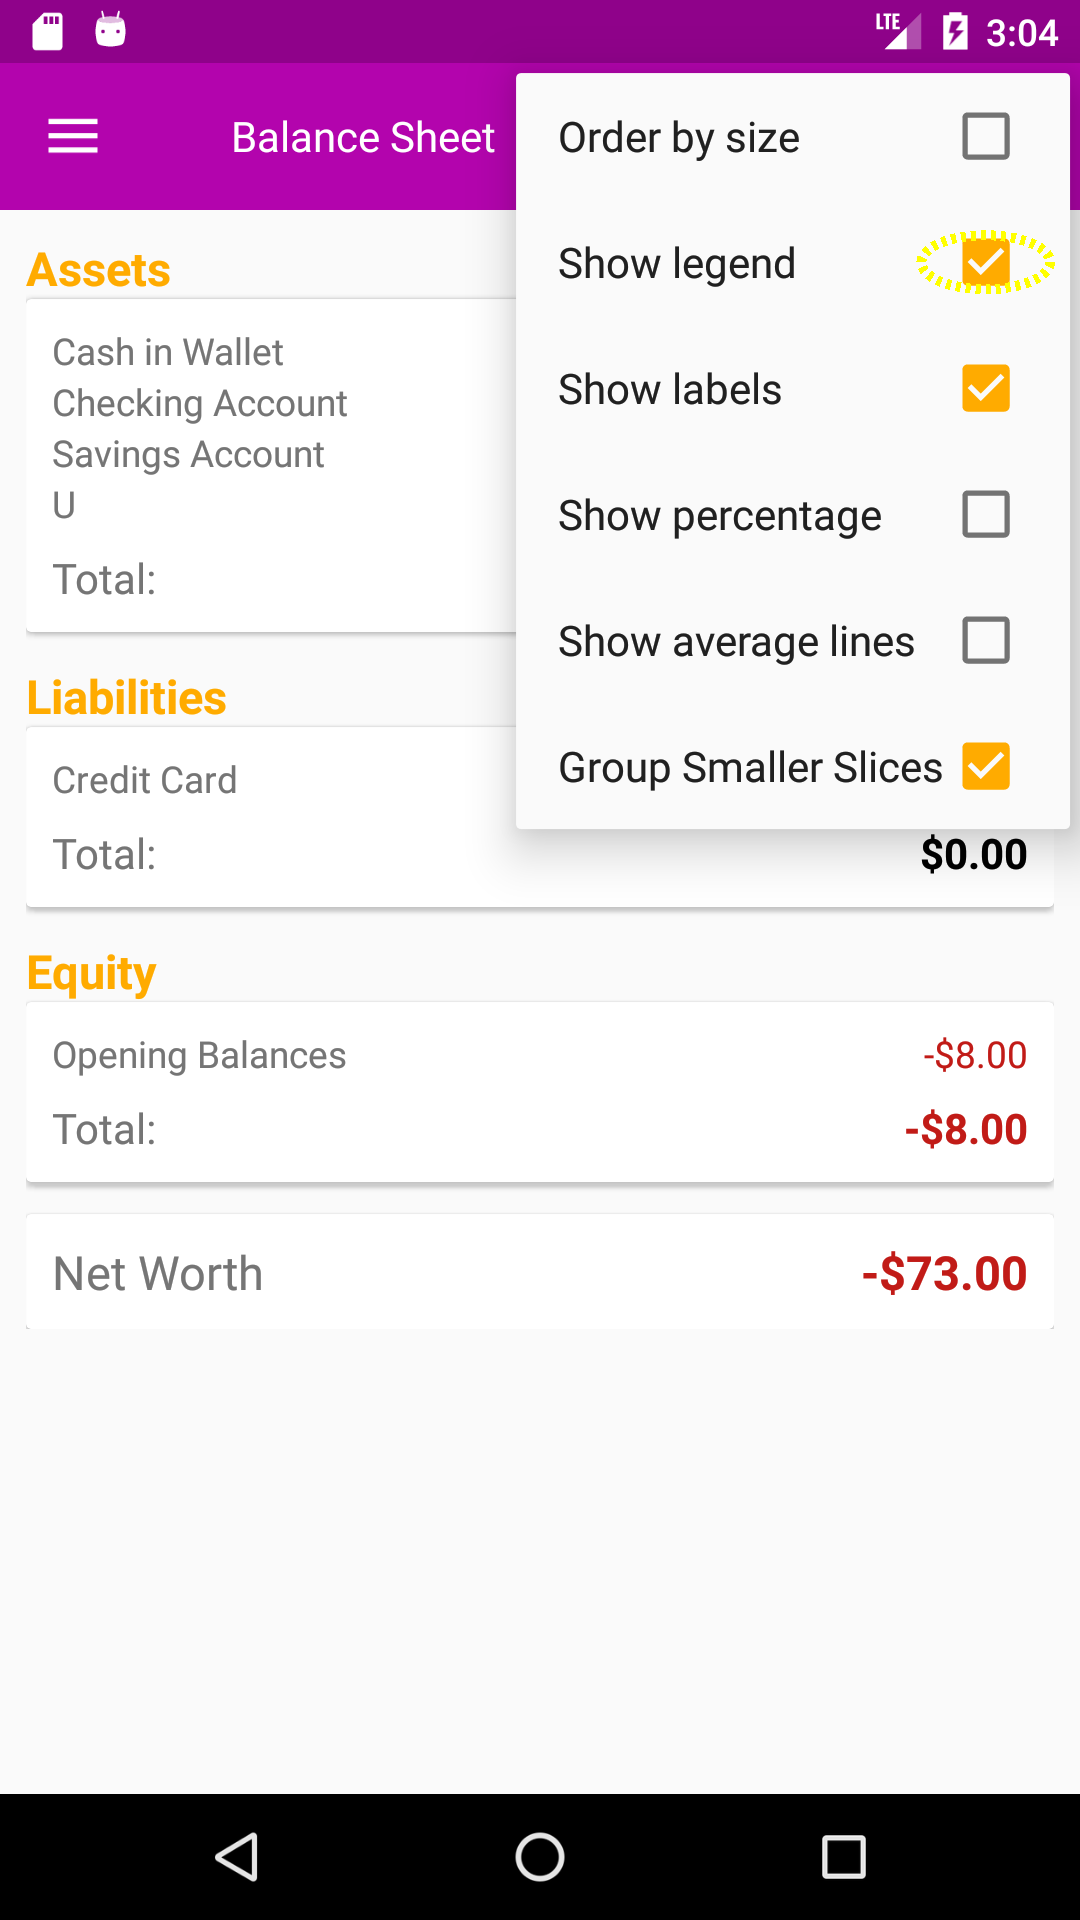 LTE 3:04
Balance Sheet
Order by size
Show legend
Show labels
Show percentage
Show average lines
Group Smaller Slices
Assets
Cash in Wallet
Checking Account
Savings Account
U
Total:
Liabilities
Credit Card
Total: $0.00
Equity
Opening Balances -$8.00
Total: -$8.00
Net Worth -$73.00